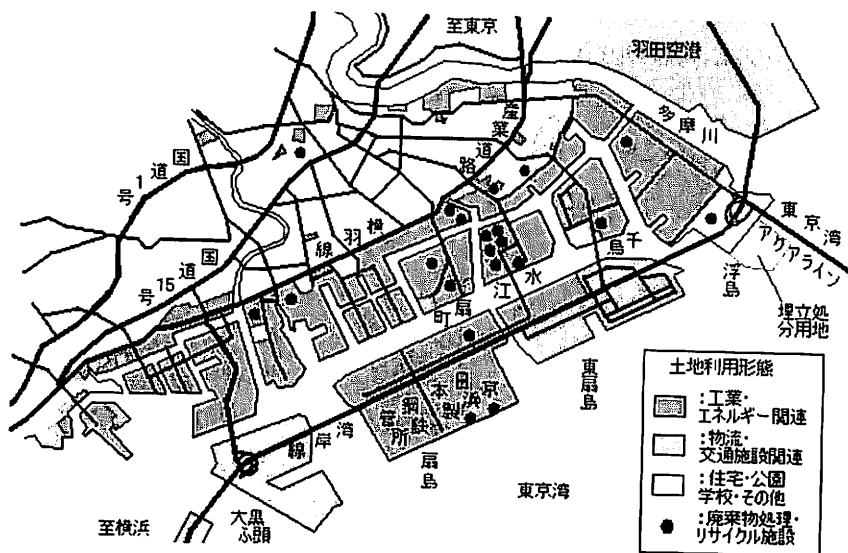 至東京
羽田空港
多摩川
産業道路
国道1号
国道15号
横羽線
千鳥
水江
扇町
東京湾
アクアライン
浮島
埋立処
分用地
東扇島
日本鋼管
京浜製鉄所
扇島
湾岸線
東京湾
大黒
ふ頭
至横浜
土地利用形態
:工業・
エネルギー関連
:物流・
交通施設関連
:住宅・公園
学校・その他
:廃棄物処理・
リサイクル施設